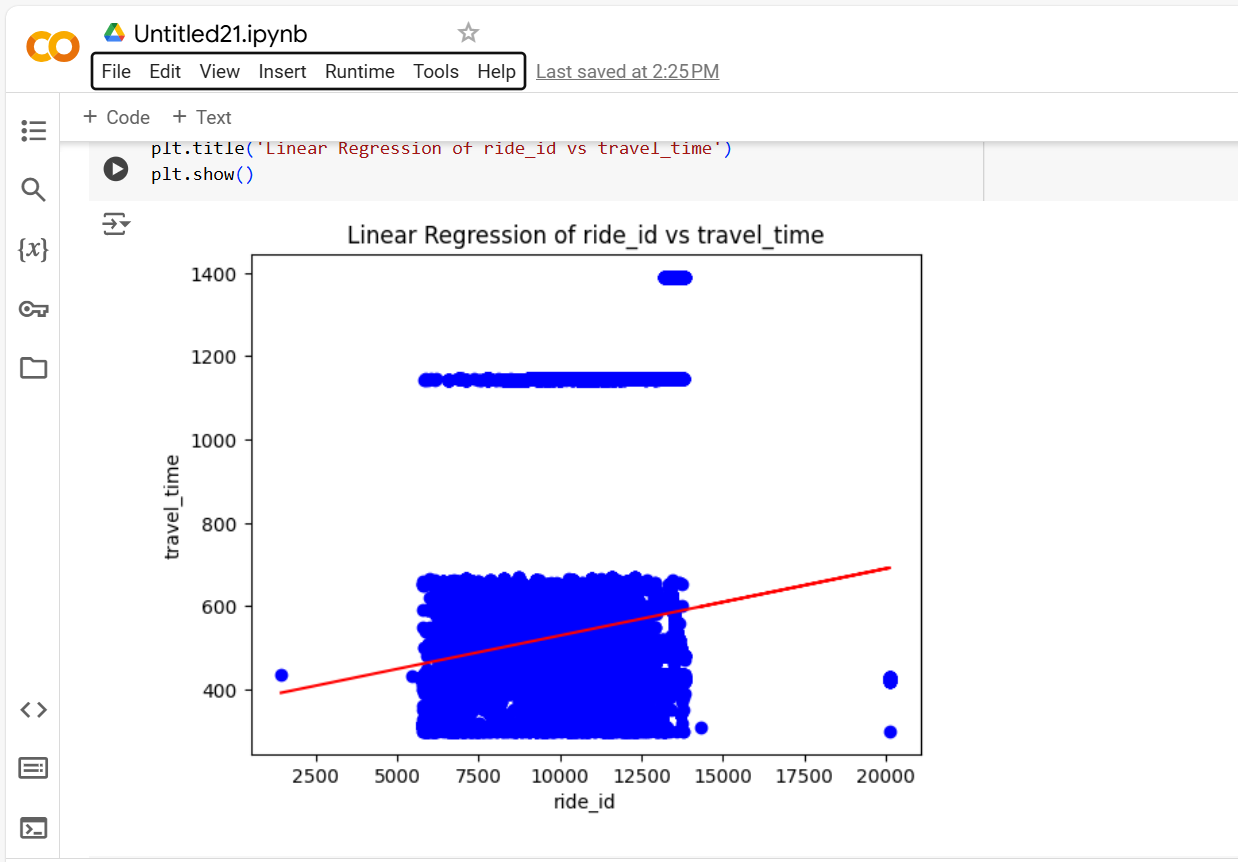 Untitled21.ipynb
File Edit View Insert Runtime Tools Help Last saved at 2:25 PM
+ Code + Text
plt.title('Linear Regression of ride_id vs travel_time')
plt.show()
{x}
Linear Regression of ride_id vs travel_time
1400
1200
1000
800
600
400
travel_time
2500 5000 7500 10000 12500 15000 17500 20000
ride_id